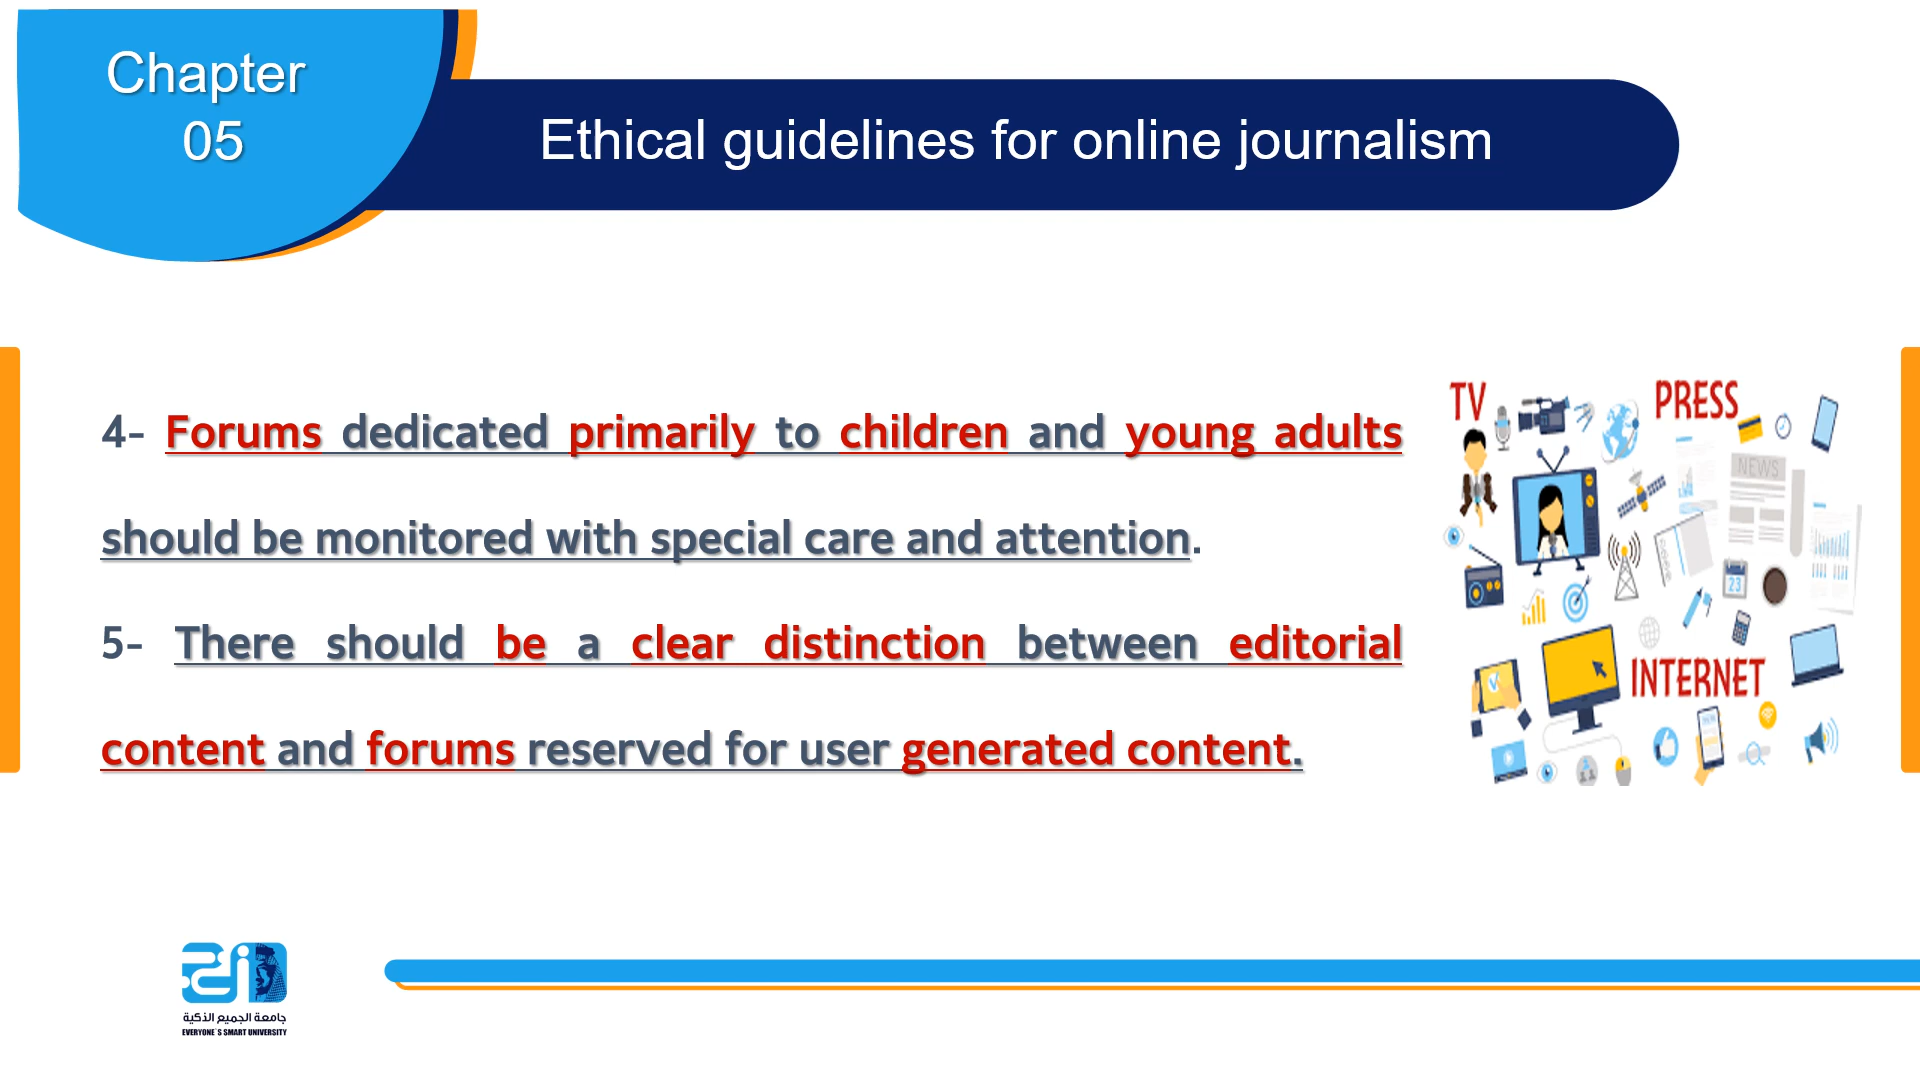 Chapter
05
Ethical guidelines for online journalism
4- Forums dedicated primarily to children and young adults
should be monitored with special care and attention.
5- There should be a clear distinction between editorial
content and forums reserved for user generated content.
TV
PRESS
NEWS
23
INTERNET
جامعة الجميع الذكية
EVERYONE`S SMART UNIVERSITY